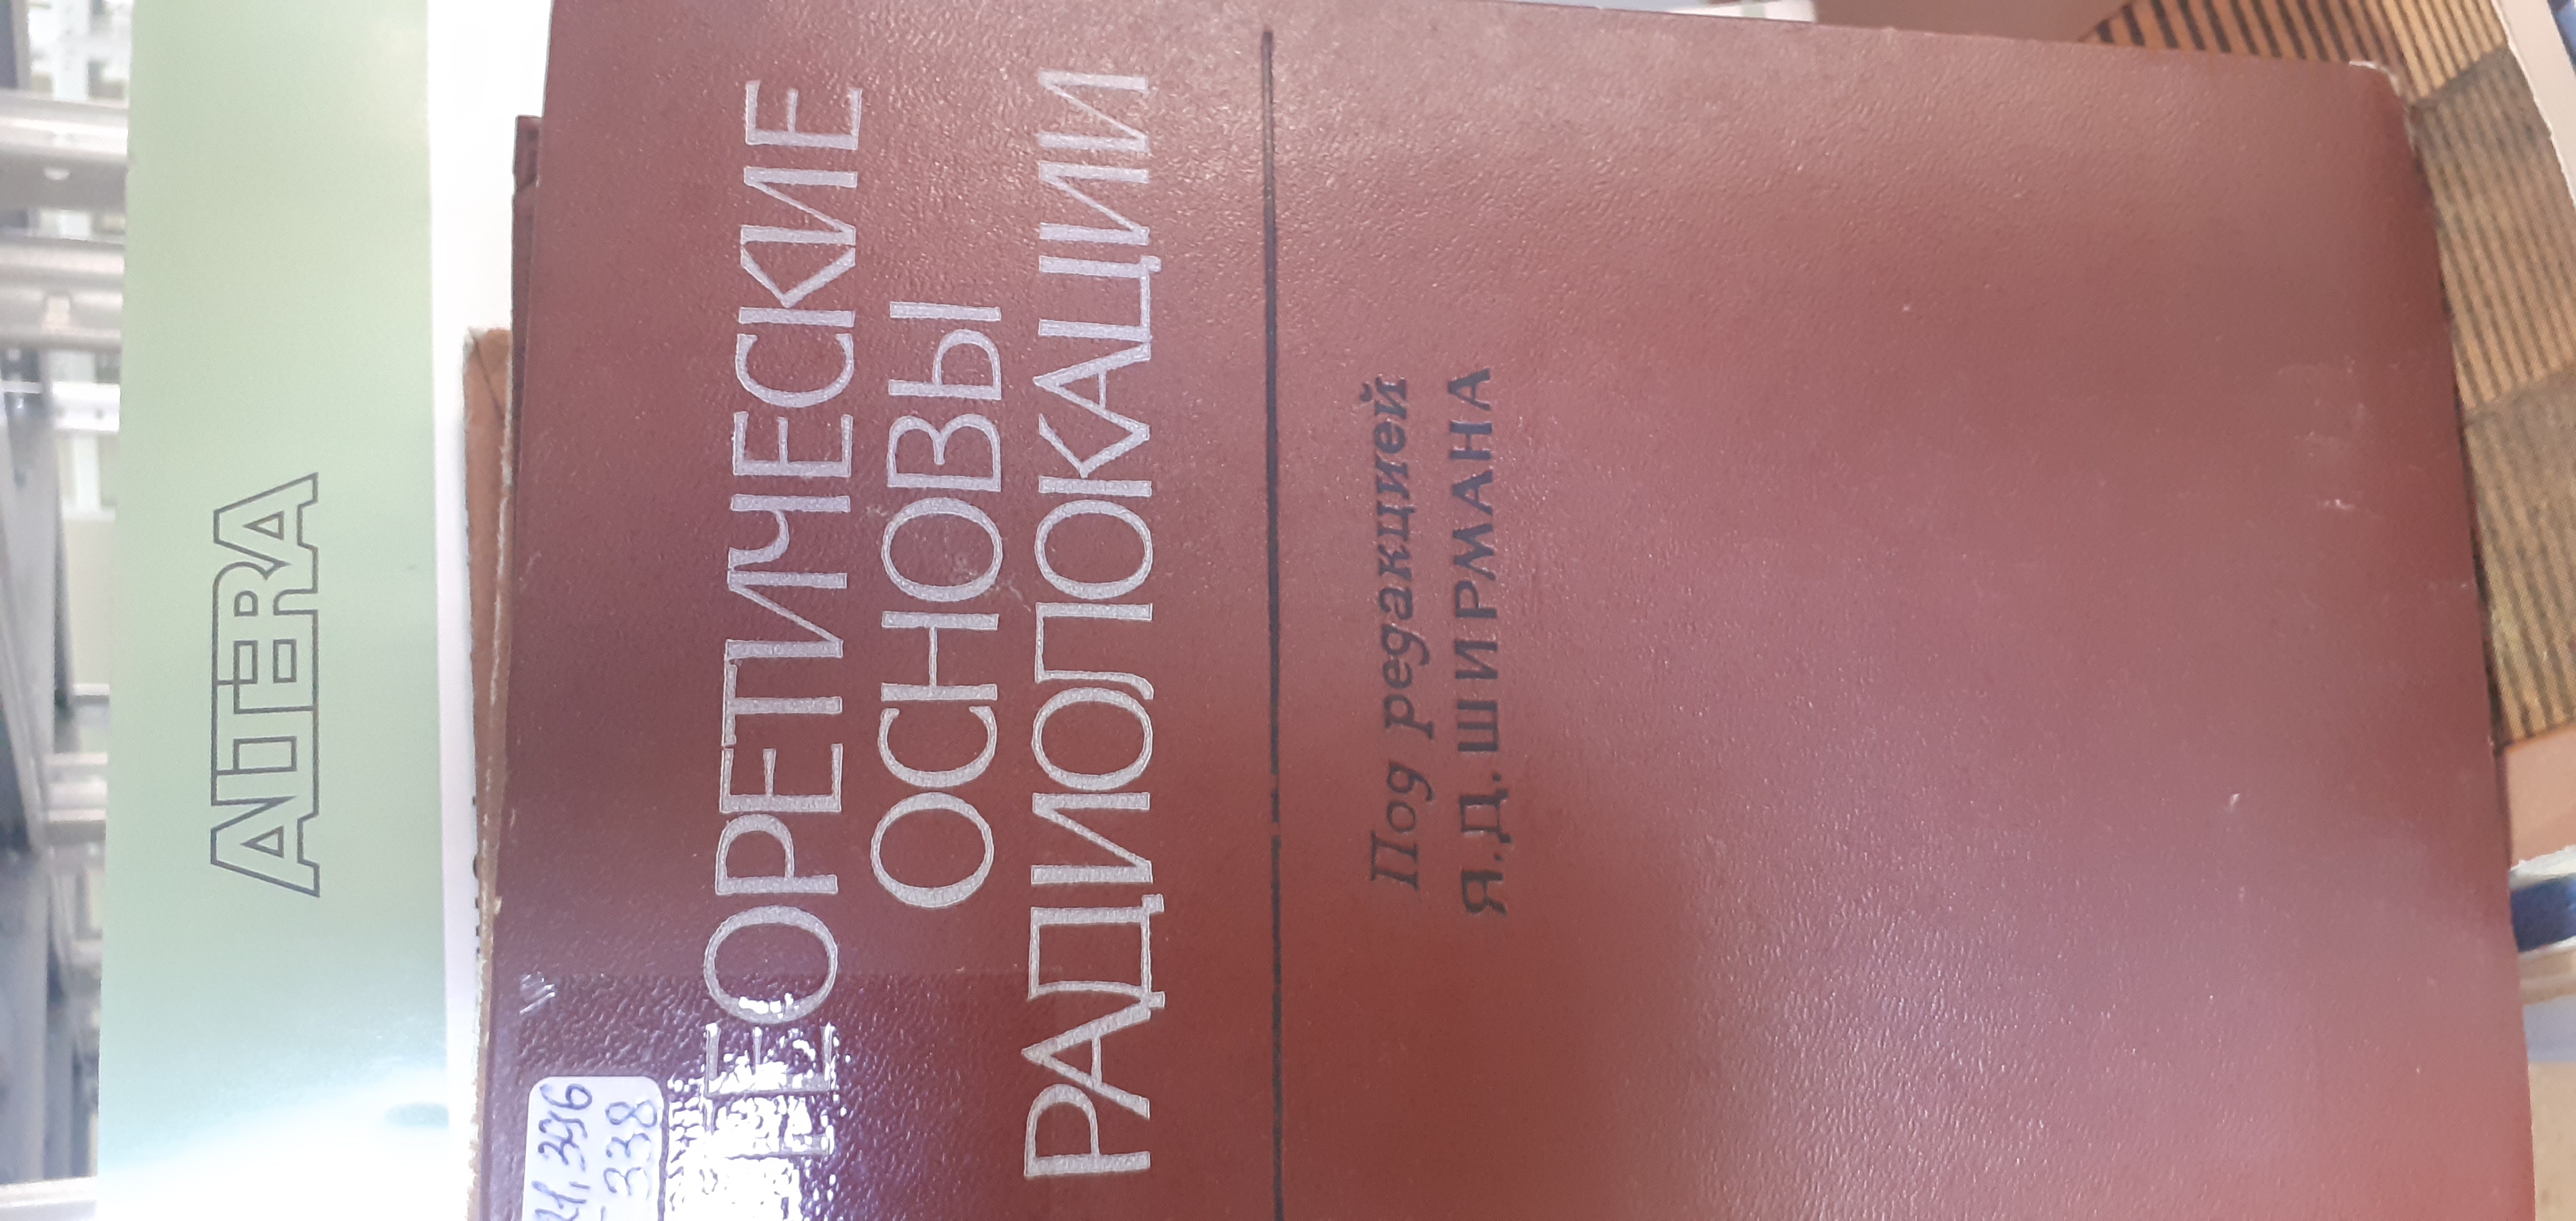 ALTERA
ТЕОРЕТИЧЕСКИЕ
ОСНОВЫ
РАДИОЛОКАЦИИ
Под редакцией
Я.Д. ШИРМАНА
338